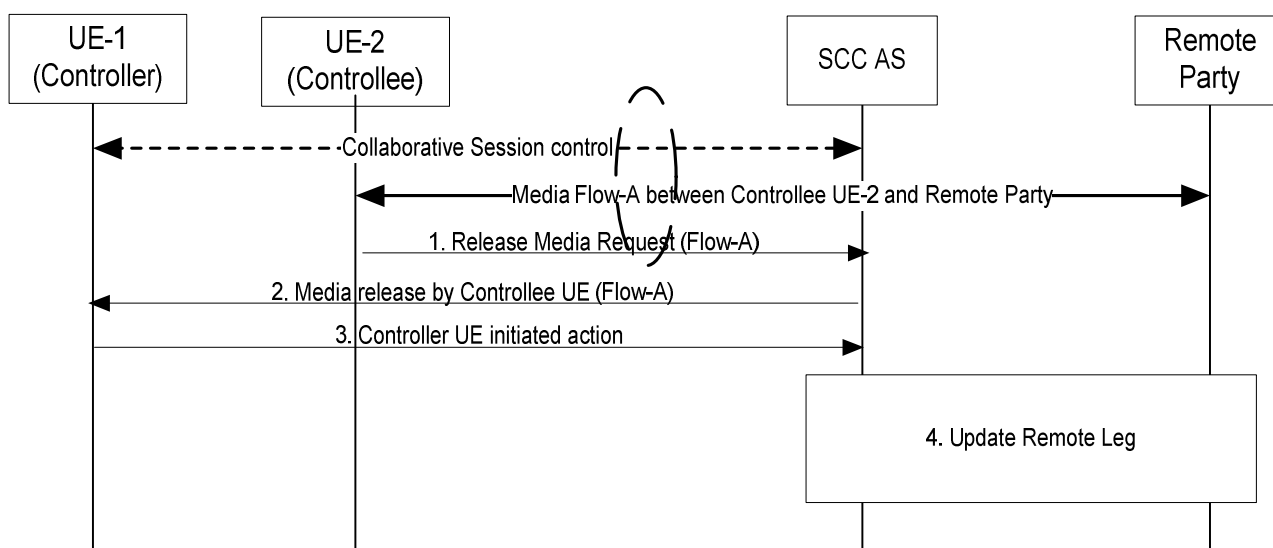 UE-1
(Controller)
UE-2
(Controllee)
SCC AS
Remote
Party
Collaborative Session control
Media Flow-A between Controllee UE-2 and Remote Party
1. Release Media Request (Flow-A)
2. Media release by Controllee UE (Flow-A)
3. Controller UE initiated action
4. Update Remote Leg